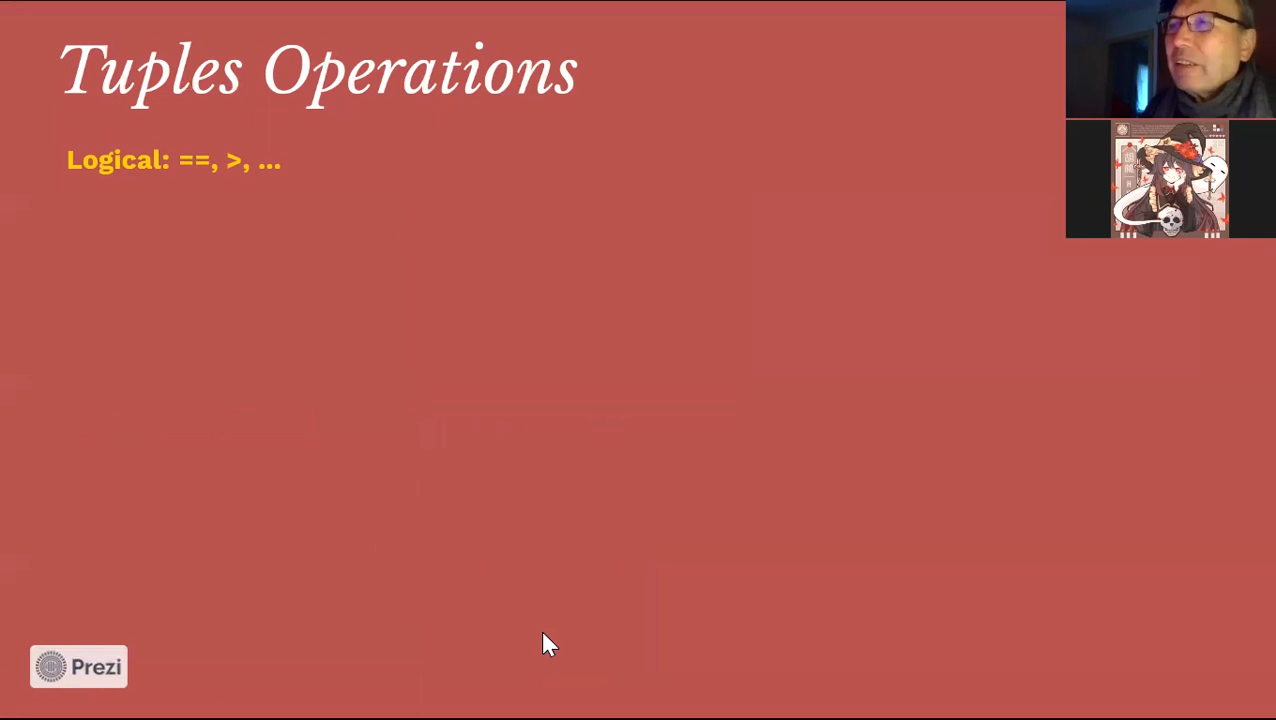 Tuples Operations
Logical: ==, >, ...
Prezi